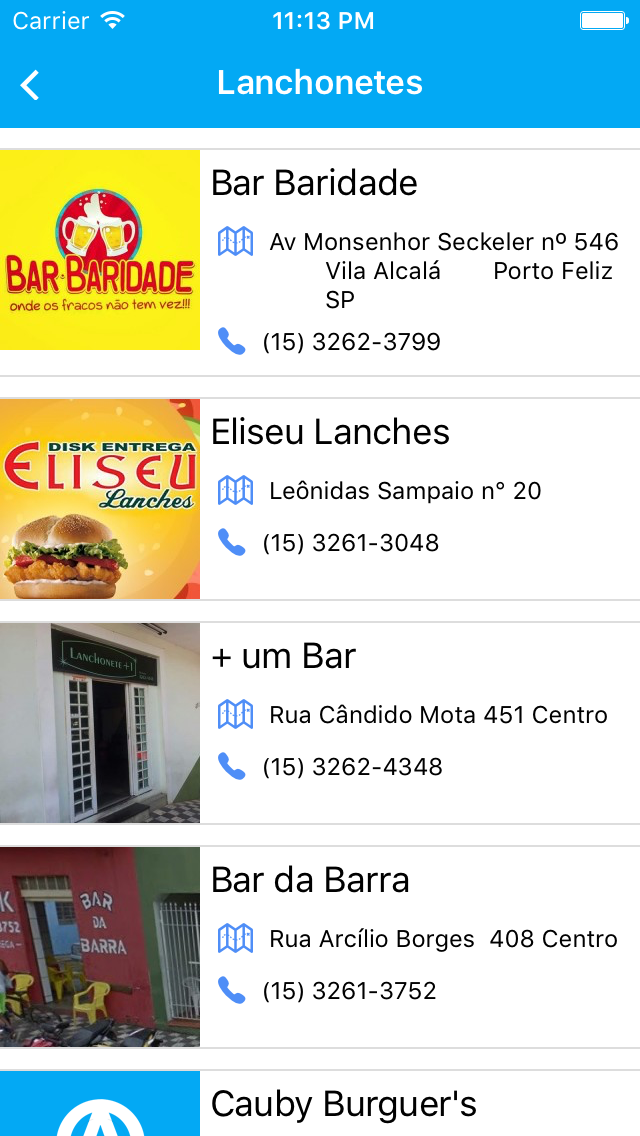 Carrier 11:13 PM
Lanchonetes
BAR BARIDADE
onde os fracos não tem vez!!!
Bar Baridade
Av Monsenhor Seckeler nº 546
Vila Alcalá Porto Feliz
SP
(15) 3262-3799
DISK ENTREGA
ELISEU
Lanches
Eliseu Lanches
Leônidas Sampaio n° 20
(15) 3261-3048
LANCHONETE +1
+ um Bar
Rua Cândido Mota 451 Centro
(15) 3262-4348
K
3752
EGA
BAR
DA
BARRA
Bar da Barra
Rua Arcílio Borges 408 Centro
(15) 3261-3752
Cauby Burguer's